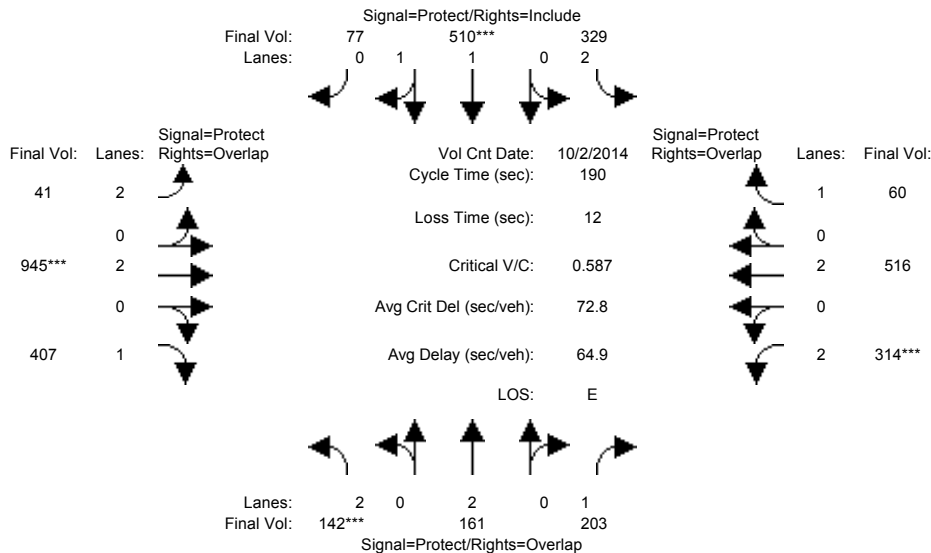 Signal=Protect/Rights=Include
Final Vol: 77 510*** 329
Lanes: 0 1 1 0 2
Signal=Protect Signal=Protect
Final Vol: Lanes: Rights=Overlap Vol Cnt Date: 10/2/2014 Rights=Overlap Lanes: Final Vol:
Cycle Time (sec): 190
41 2 1 60
Loss Time (sec): 12
0 0
945*** 2 Critical V/C: 0.587 2 516
0 Avg Crit Del (sec/veh): 72.8 0
407 1 Avg Delay (sec/veh): 64.9 2 314***
LOS: E
Lanes: 2 0 2 0 1
Final Vol: 142*** 161 203
Signal=Protect/Rights=Overlap